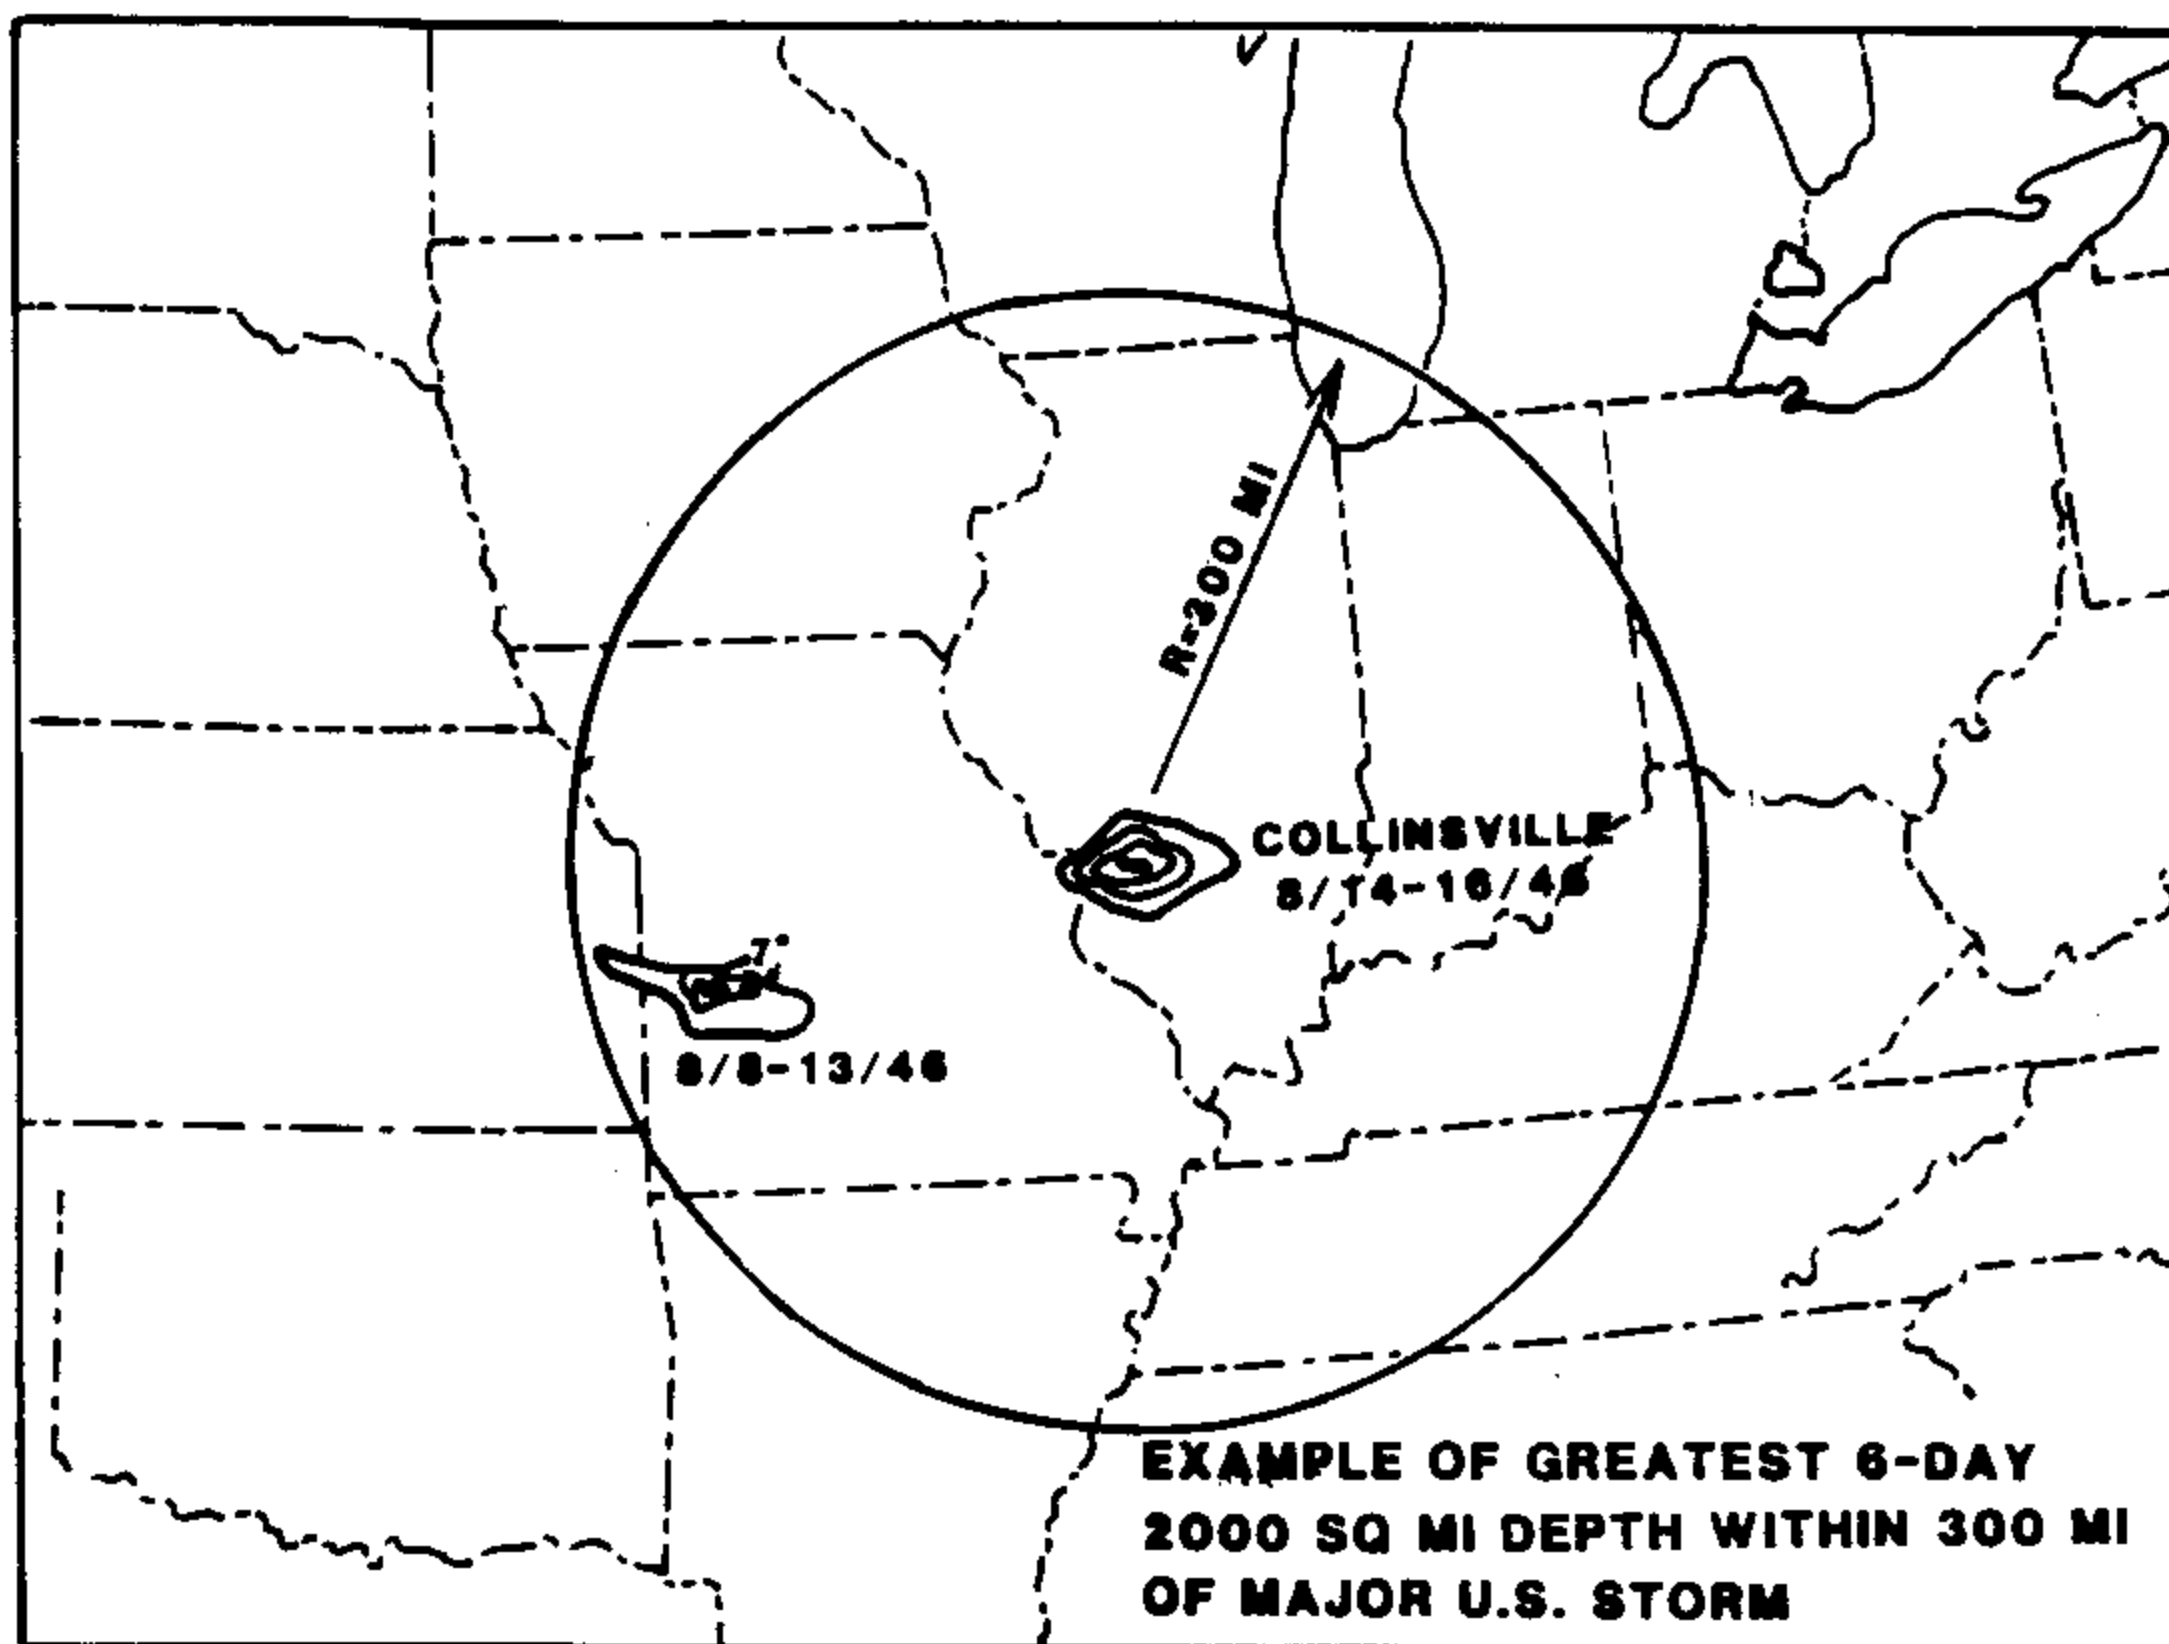 R=300 MI
COLLINSVILLE
8/14-16/46
7"
8/8-13/46
EXAMPLE OF GREATEST 6-DAY
2000 SQ MI DEPTH WITHIN 300 MI
OF MAJOR U.S. STORM